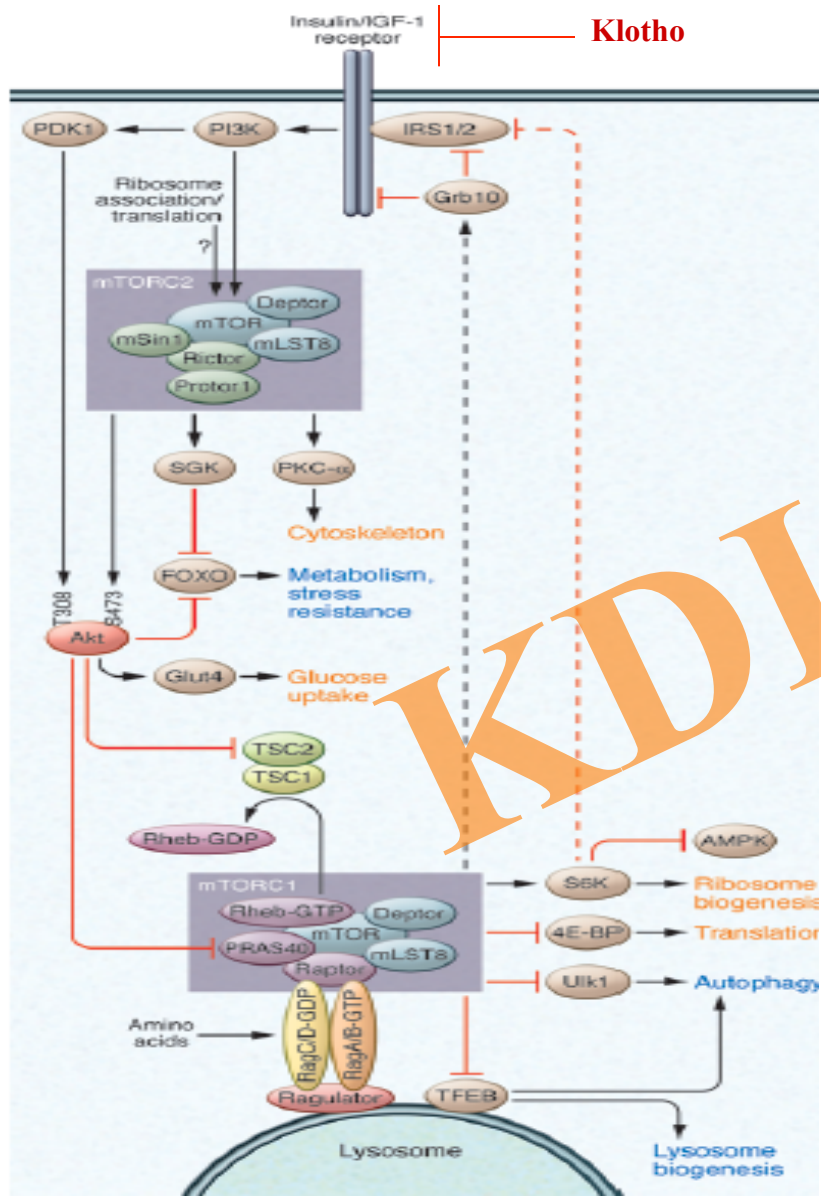 Insulin/IGF-1
receptor
Klotho
PDK1
PI3K
IRS1/2
Grb10
Ribosome
association/
translation
?
mTORC2
Deptor
mTOR
mSin1
mLST8
Rictor
Protor1
SGK
PKC-α
Cytoskeleton
FOXO
Metabolism,
stress
resistance
T308
S473
Akt
Glut4
Glucose
uptake
KD
TSC2
TSC1
Rheb-GDP
AMPK
mTORC1
S6K
Ribosome
biogenesis
Rheb-GTP
Deptor
mTOR
PRAS40
mLST8
Raptor
4E-BP
Translation
Ulk1
Autophagy
Amino
acids
RagC/D-GDP
RagA/B-GTP
Ragulator
TFEB
Lysosome
Lysosome
biogenesis